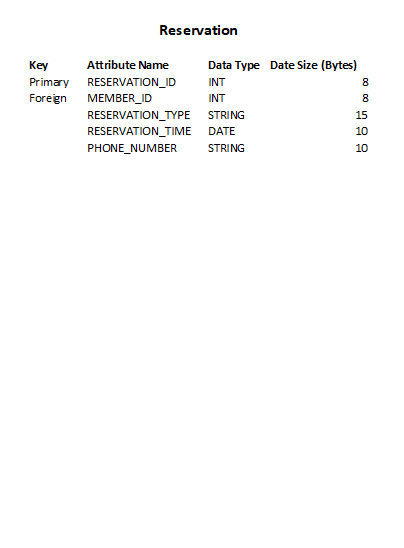 Reservation
Key Attribute Name Data Type Date Size (Bytes)
Primary RESERVATION_ID INT 8
Foreign MEMBER_ID INT 8
RESERVATION_TYPE STRING 15
RESERVATION_TIME DATE 10
PHONE_NUMBER STRING 10